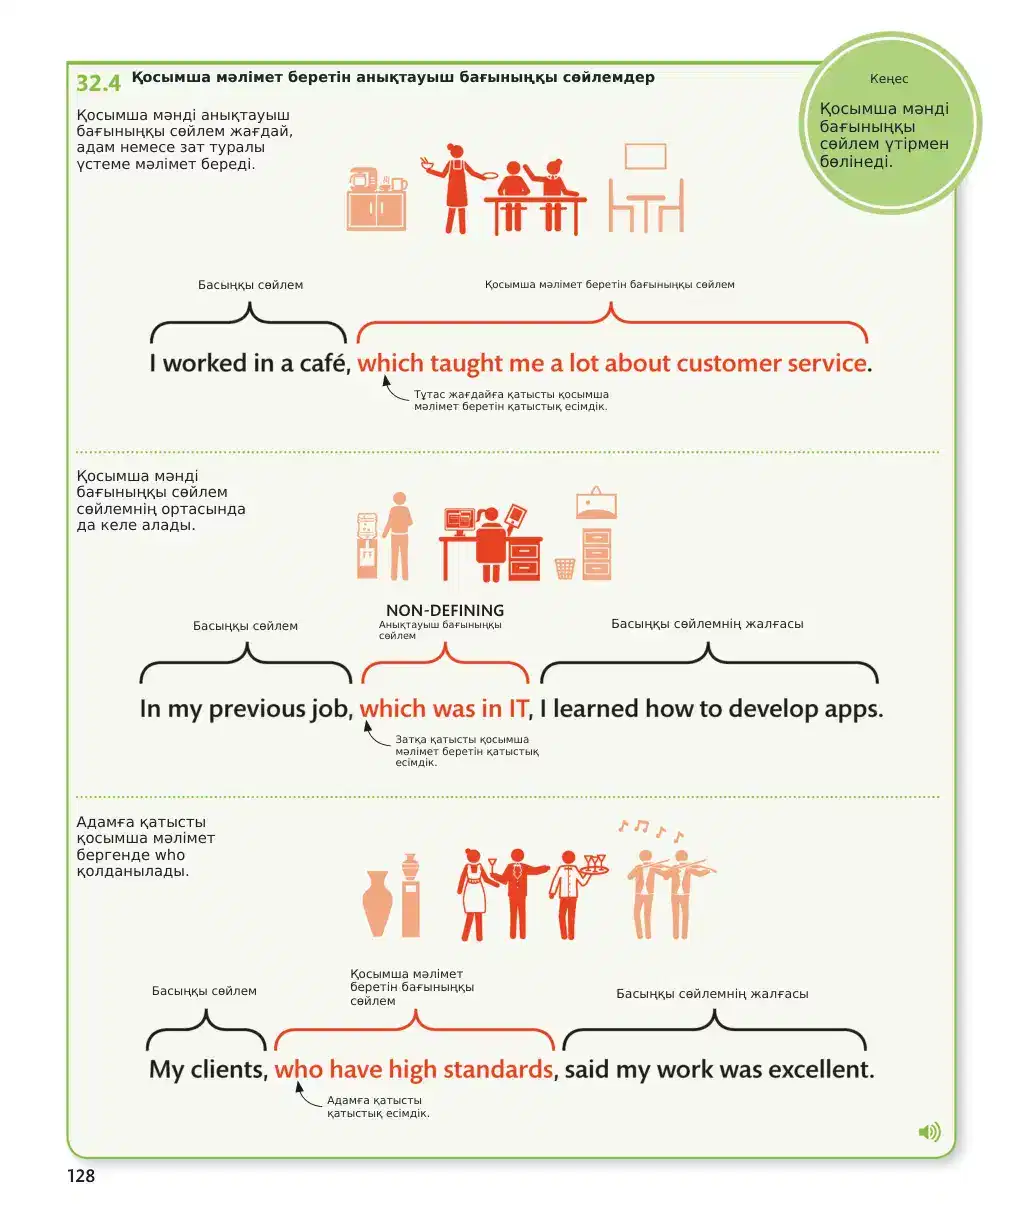 32.4 Қосымша мәлімет беретін анықтауыш бағыныңқы сөйлемдер
Қосымша мәнді анықтауыш
бағыныңқы сөйлем жағдай,
адам немесе зат туралы
үстеме мәлімет береді.
Кеңес
Қосымша мәнді
бағыныңқы
сөйлем үтірмен
бөлінеді.
Басыңқы сөйлем
Қосымша мәлімет беретін бағыныңқы сөйлем
I worked in a café, which taught me a lot about customer service.
Тұтас жағдайға қатысты қосымша
мәлімет беретін қатыстық есімдік.
Қосымша мәнді
бағыныңқы сөйлем
сөйлемнің ортасында
да келе алады.
Басыңқы сөйлем
NON-DEFINING
Анықтауыш бағыныңқы
сөйлем
Басыңқы сөйлемнің жалғасы
In my previous job, which was in IT, I learned how to develop apps.
Затқа қатысты қосымша
мәлімет беретін қатыстық
есімдік.
Адамға қатысты
қосымша мәлімет
бергенде who
қолданылады.
Басыңқы сөйлем
Қосымша мәлімет
беретін бағыныңқы
сөйлем
Басыңқы сөйлемнің жалғасы
My clients, who have high standards, said my work was excellent.
Адамға қатысты
қатыстық есімдік.
128